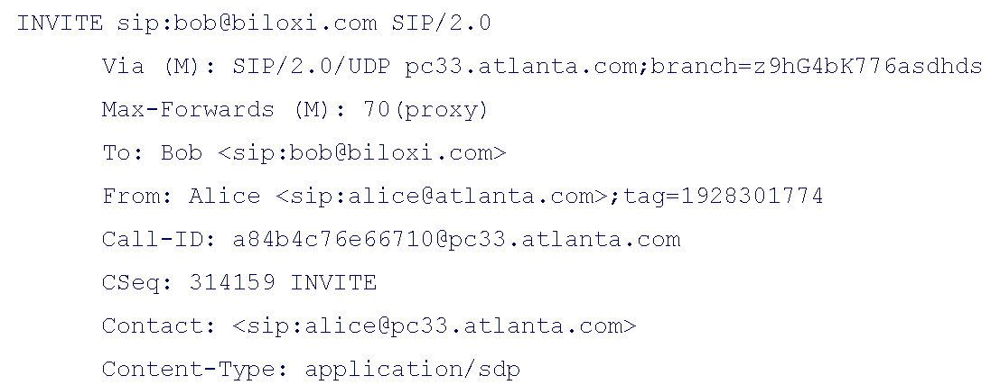 INVITE sip:bob@biloxi.com SIP/2.0
Via (M): SIP/2.0/UDP pc33.atlanta.com;branch=z9hG4bK776asdhds
Max-Forwards (M): 70(proxy)
To: Bob <sip:bob@biloxi.com>
From: Alice <sip:alice@atlanta.com>;tag=1928301774
Call-ID: a84b4c76e66710@pc33.atlanta.com
CSeq: 314159 INVITE
Contact: <sip:alice@pc33.atlanta.com>
Content-Type: application/sdp